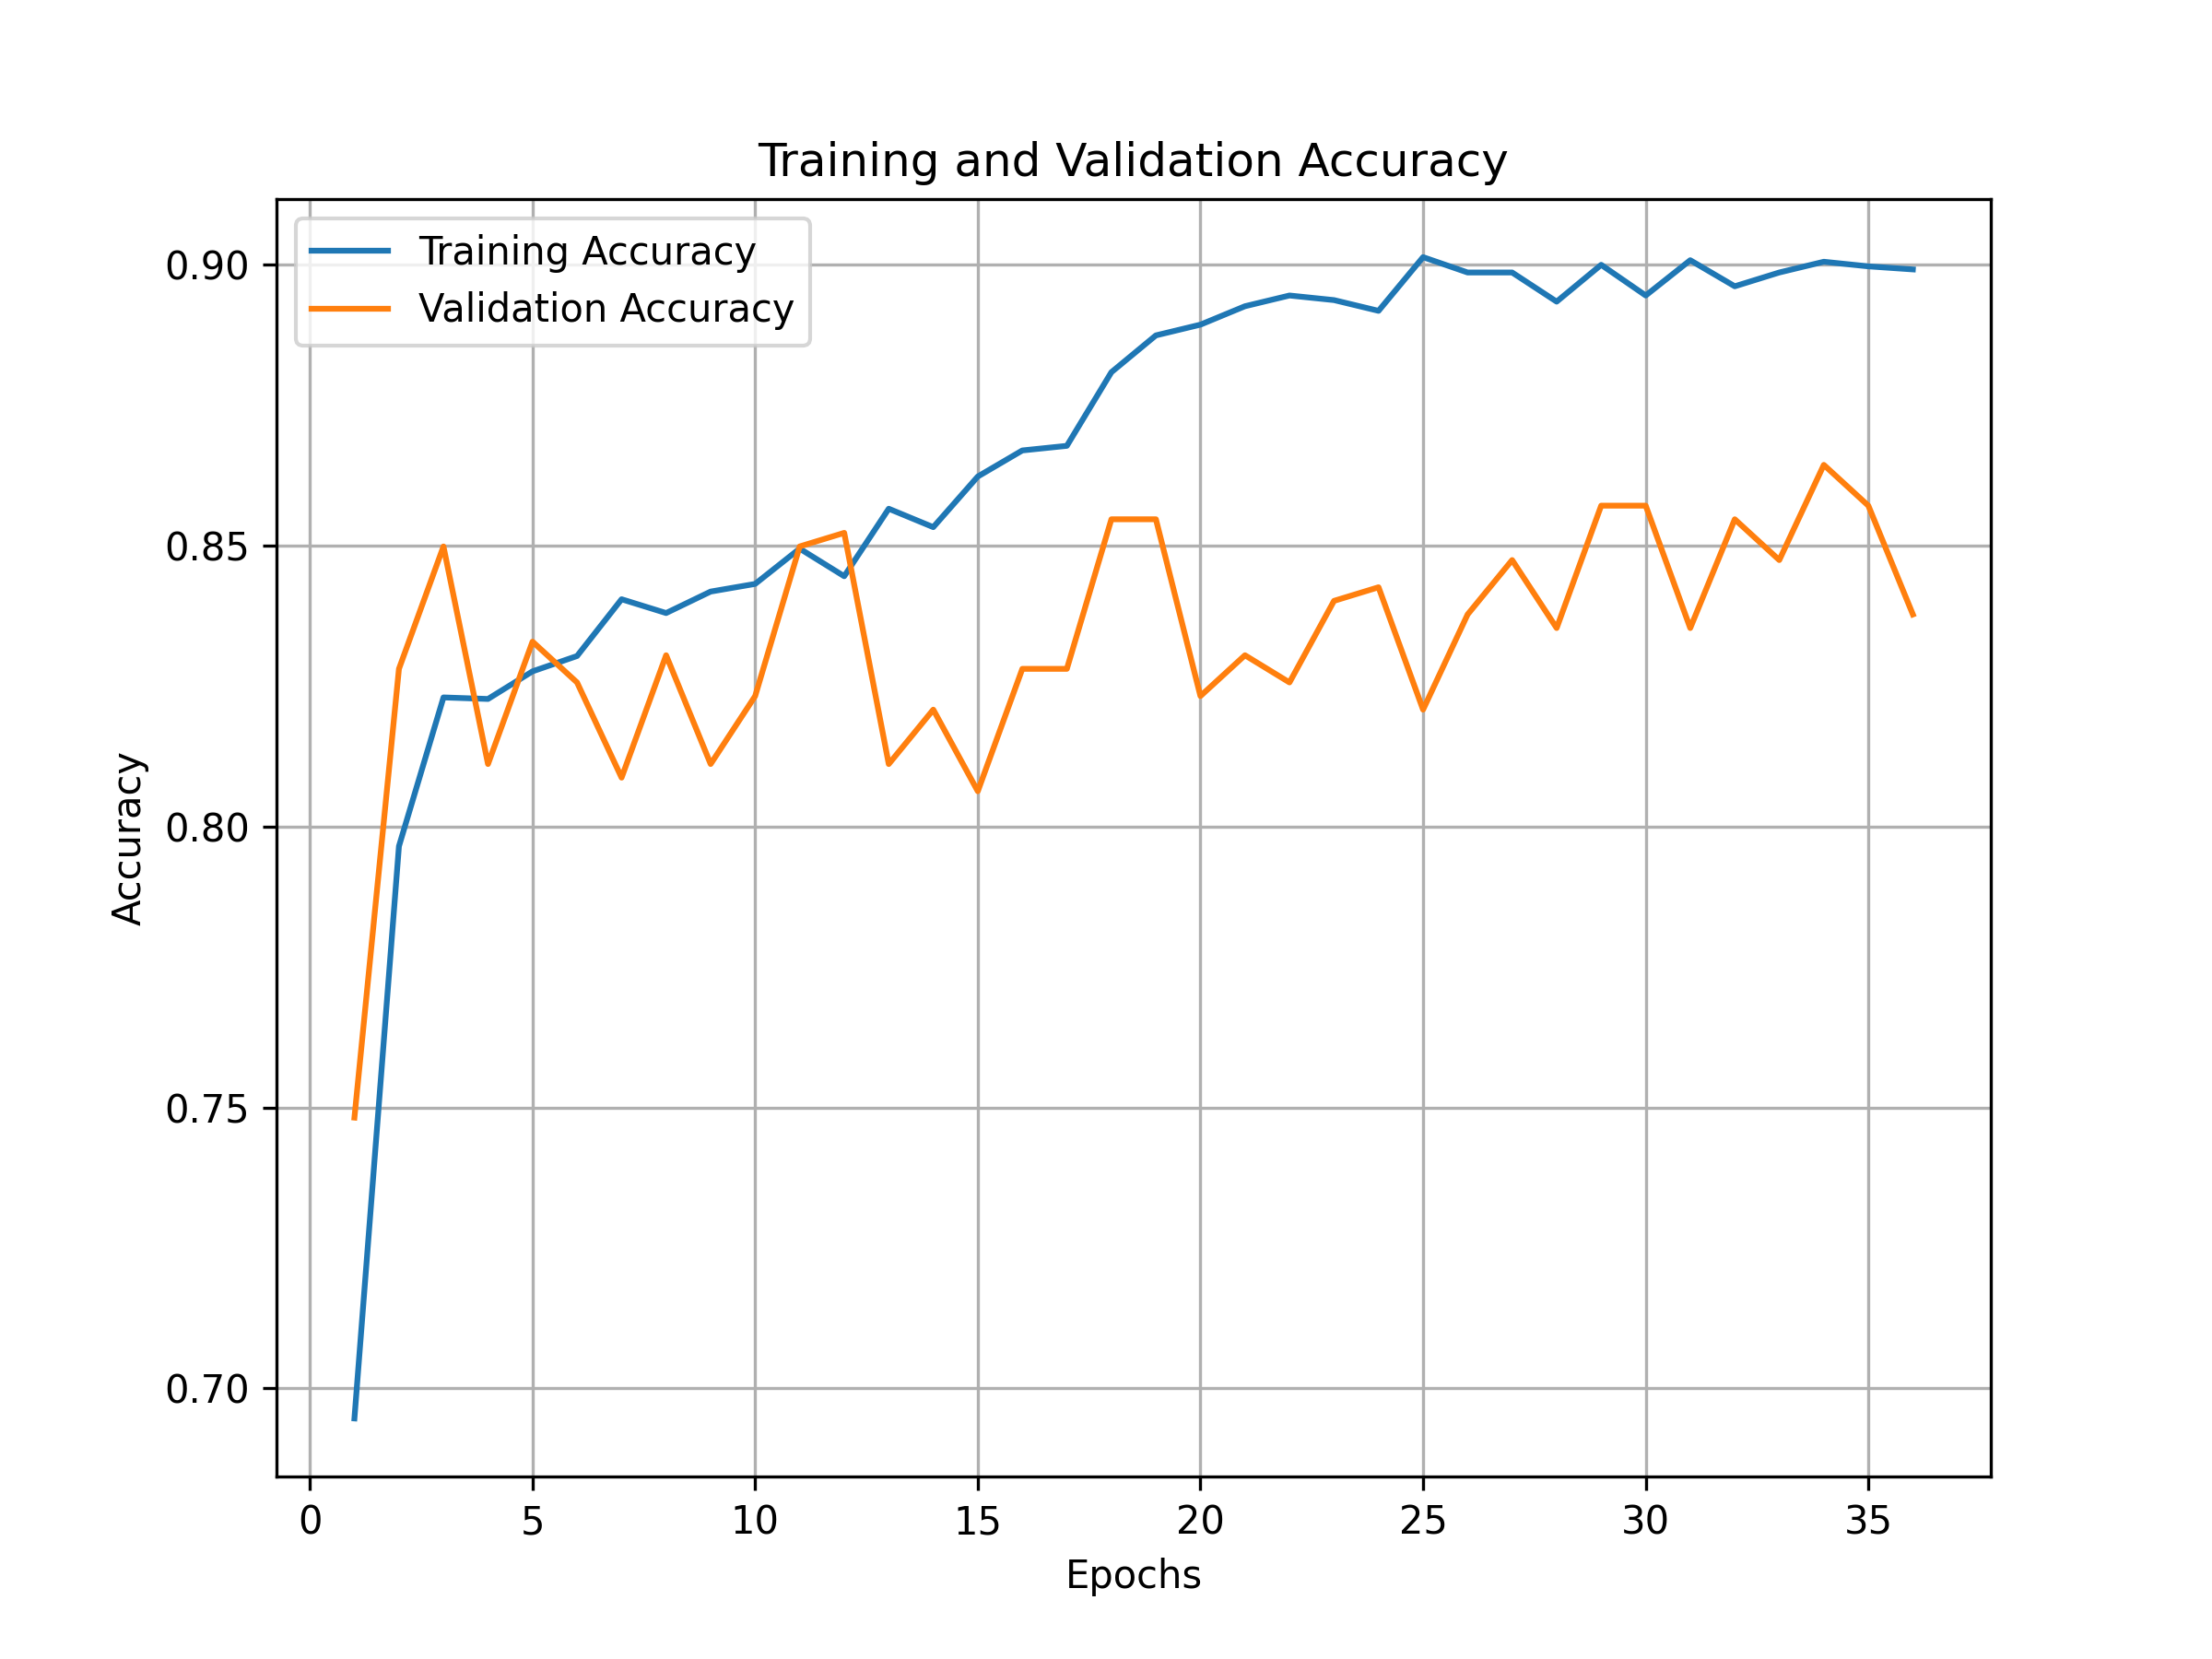 Training and Validation Accuracy
Training Accuracy
Validation Accuracy
0.90
0.85
0.80
0.75
0.70
Accuracy
0 5 10 15 20 25 30 35
Epochs